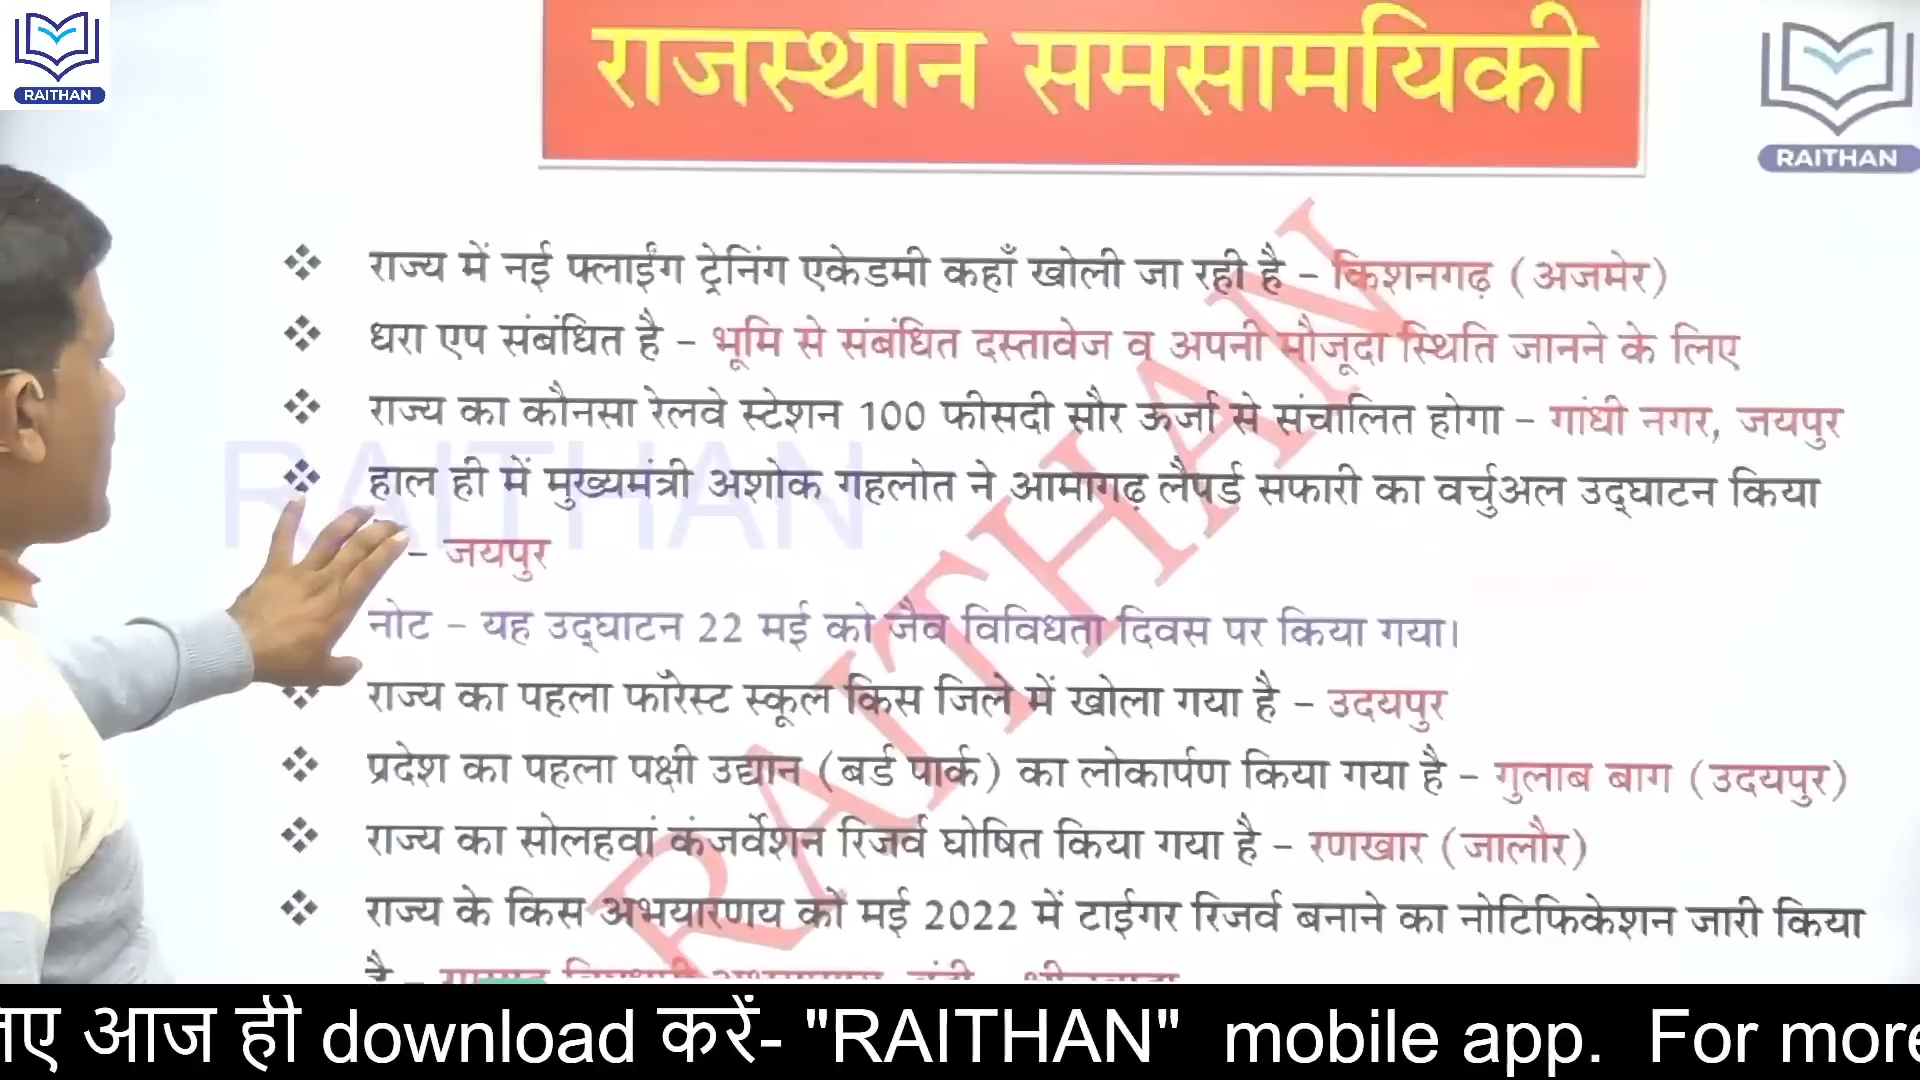 RAITHAN
राजस्थान समसामयिकी
RAITHAN
❖ राज्य में नई फ्लाईंग ट्रेनिंग एकेडमी कहाँ खोली जा रही है – किशनगढ़ (अजमेर)
❖ धरा एप संबंधित है – भूमि से संबंधित दस्तावेज व अपनी मौजूदा स्थिति जानने के लिए
❖ राज्य का कौनसा रेलवे स्टेशन 100 फीसदी सौर ऊर्जा से संचालित होगा – गांधी नगर, जयपुर
❖ हाल ही में मुख्यमंत्री अशोक गहलोत ने आमागढ़ लैपर्ड सफारी का वर्चुअल उद्घाटन किया
– जयपुर
नोट – यह उद्घाटन 22 मई को जैव विविधता दिवस पर किया गया।
❖ राज्य का पहला फॉरेस्ट स्कूल किस जिले में खोला गया है – उदयपुर
❖ प्रदेश का पहला पक्षी उद्यान (बर्ड पार्क) का लोकार्पण किया गया है – गुलाब बाग (उदयपुर)
❖ राज्य का सोलहवां कंजर्वेशन रिजर्व घोषित किया गया है – रणखार (जालौर)
❖ राज्य के किस अभयारणय को मई 2022 में टाईगर रिजर्व बनाने का नोटिफिकेशन जारी किया
है –
RAITHAN
RAITHAN
आज ही download करें- "RAITHAN" mobile app. For more